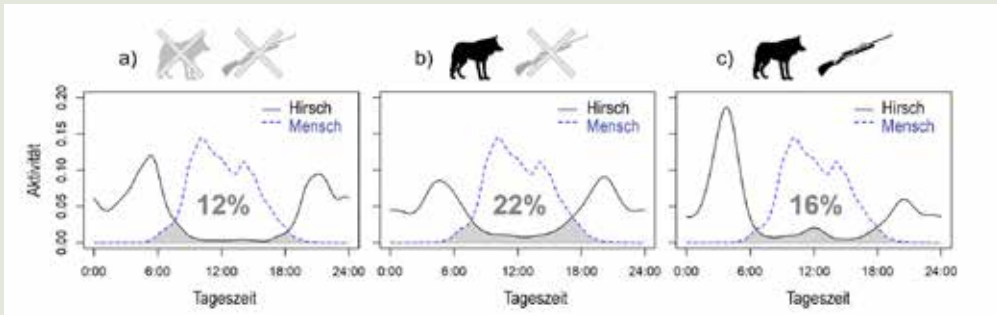 a)
b)
c)
Hirsch
Mensch
Hirsch
Mensch
Hirsch
Mensch
Aktivität
0.20
0.15
0.10
0.05
0.00
12%
22%
16%
0:00 6:00 12:00 18:00 24:00
0:00 6:00 12:00 18:00 24:00
0:00 6:00 12:00 18:00 24:00
Tageszeit
Tageszeit
Tageszeit